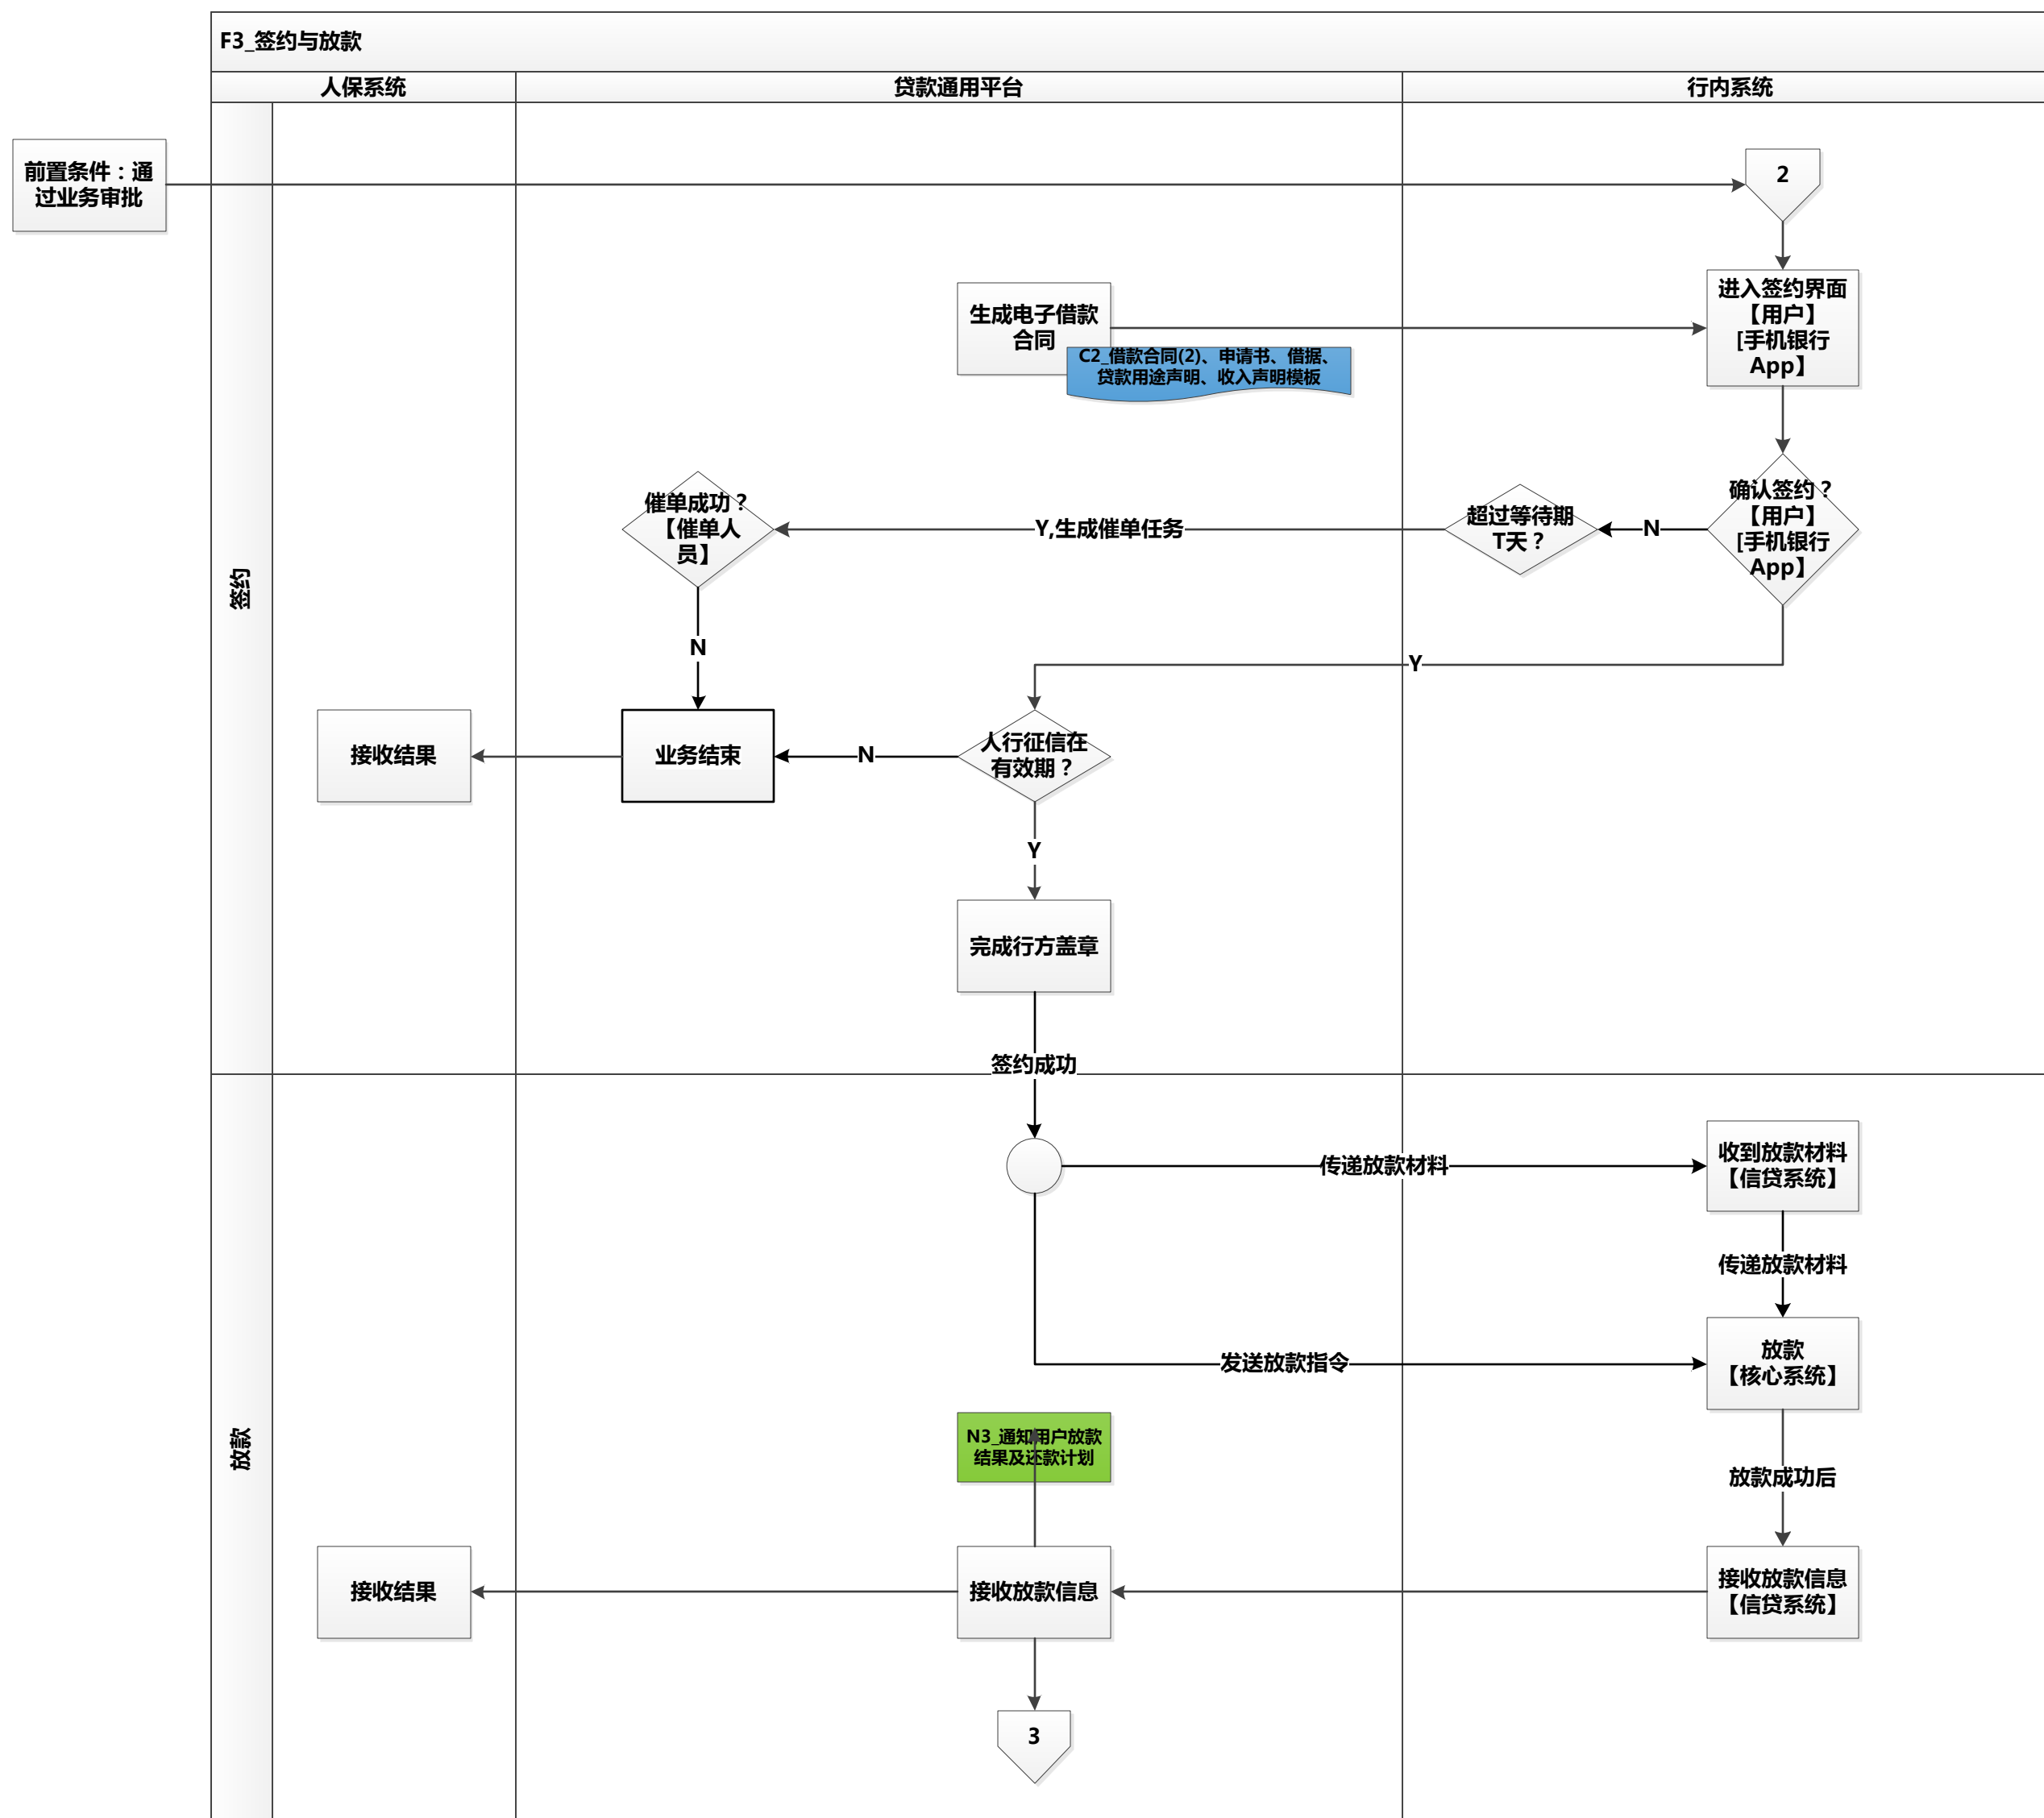 F3_签约与放款
人保系统
贷款通用平台
行内系统
前置条件：通
过业务审批
2
签约
生成电子借款
合同
C2_借款合同(2)、申请书、借据、
贷款用途声明、收入声明模板
进入签约界面
【用户】
[手机银行
App】
催单成功？
【催单人
员】
Y,生成催单任务
超过等待期
T天？
N
确认签约？
【用户】
[手机银行
App】
N
Y
接收结果
业务结束
N
人行征信在
有效期？
Y
完成行方盖章
签约成功
放款
传递放款材料
收到放款材料
【信贷系统】
传递放款材料
发送放款指令
放款
【核心系统】
N3_通知用户放款
结果及还款计划
放款成功后
接收结果
接收放款信息
接收放款信息
【信贷系统】
3